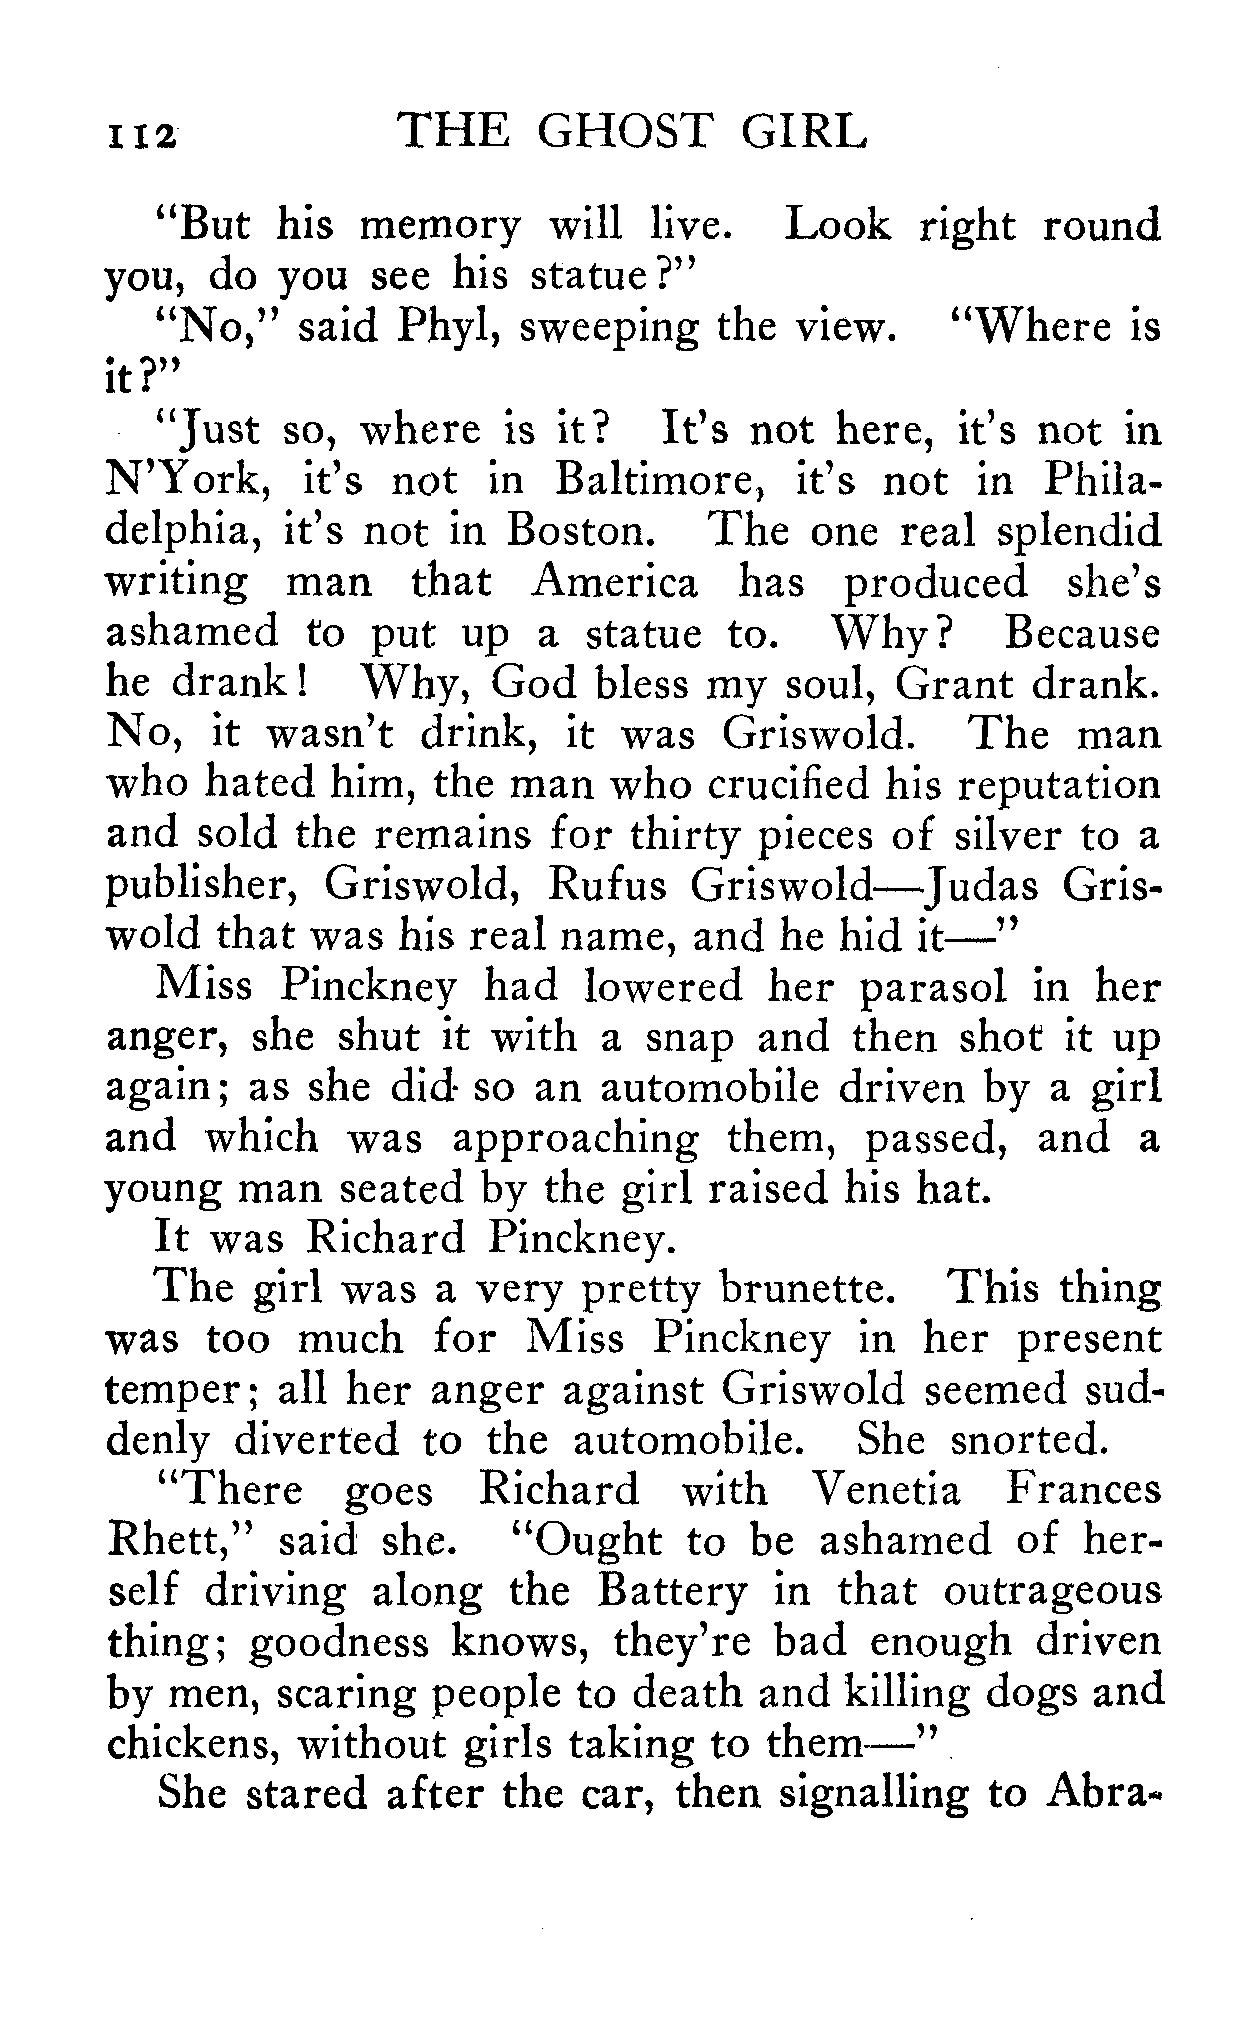 112 THE GHOST GIRL
"But his memory will live. Look right round
you, do you see his statue?"
"No," said Phyl, sweeping the view. "Where is
it?"
"Just so, where is it? It's not here, it's not in
N'York, it's not in Baltimore, it's not in Phila-
delphia, it's not in Boston. The one real splendid
writing man that America has produced she's
ashamed to put up a statue to. Why? Because
he drank! Why, God bless my soul, Grant drank.
No, it wasn't drink, it was Griswold. The man
who hated him, the man who crucified his reputation
and sold the remains for thirty pieces of silver to a
publisher, Griswold, Rufus Griswold—Judas Gris-
wold that was his real name, and he hid it—"
Miss Pinckney had lowered her parasol in her
anger, she shut it with a snap and then shot it up
again; as she did so an automobile driven by a girl
and which was approaching them, passed, and a
young man seated by the girl raised his hat.
It was Richard Pinckney.
The girl was a very pretty brunette. This thing
was too much for Miss Pinckney in her present
temper; all her anger against Griswold seemed sud-
denly diverted to the automobile. She snorted.
"There goes Richard with Venetia Frances
Rhett," said she. "Ought to be ashamed of her-
self driving along the Battery in that outrageous
thing; goodness knows, they're bad enough driven
by men, scaring people to death and killing dogs and
chickens, without girls taking to them—"
She stared after the car, then signalling to Abra-